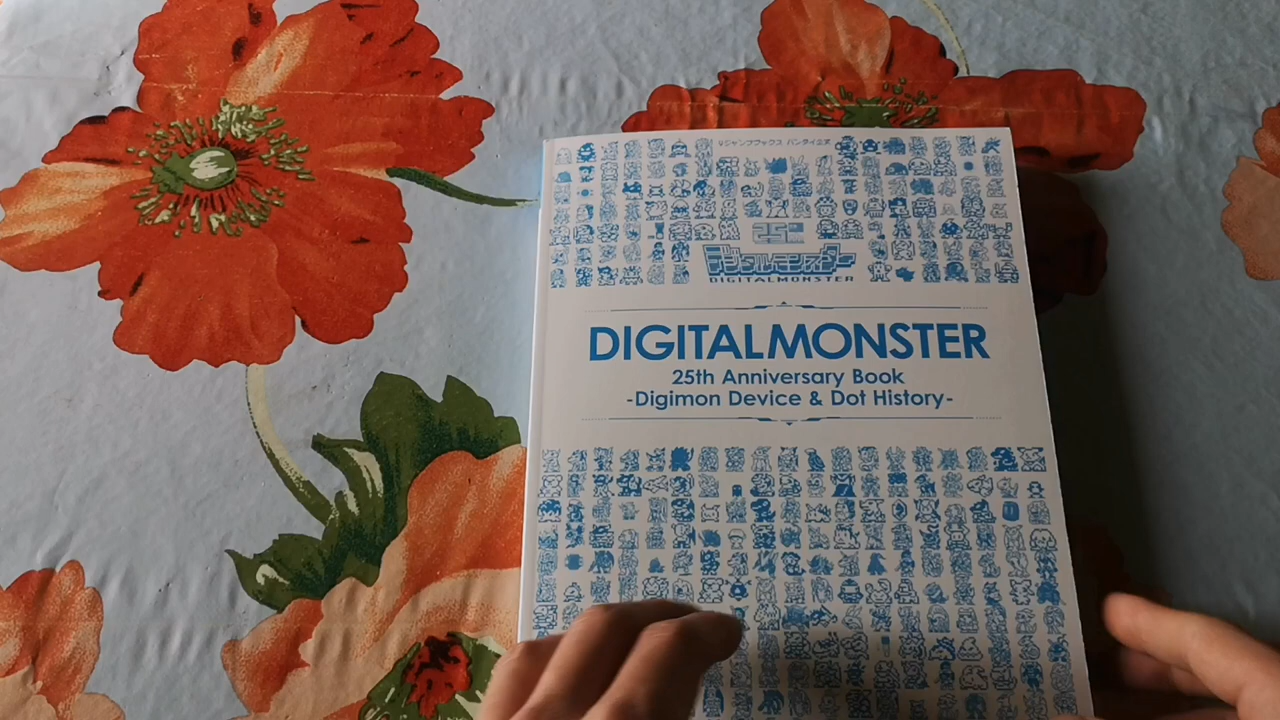 Vジャンプブックス バンダイ公式
25th
デジタルモンスター
DIGITALMONSTER
DIGITALMONSTER
25th Anniversary Book
-Digimon Device & Dot History-